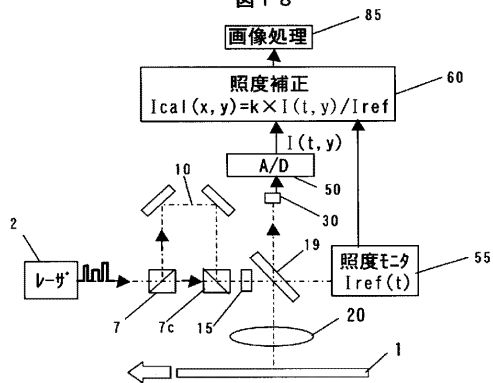 図18
85
画像処理
照度補正
Ical(x,y)=k×I(t,y)/Iref
60
I(t,y)
A/D
50
10
30
2
19
レーザ
照度モニタ
Iref(t)
55
7
7c
15
20
1